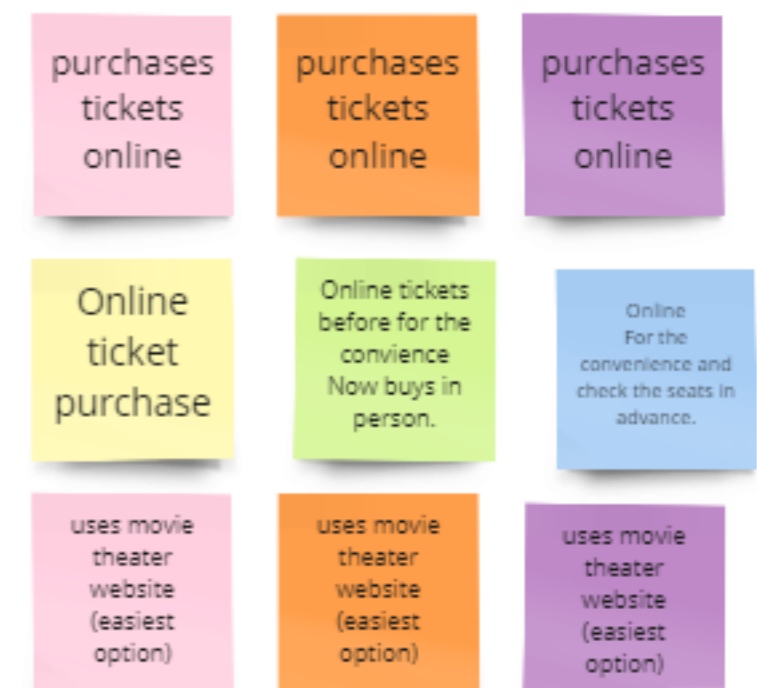 purchases
tickets
online
purchases
tickets
online
purchases
tickets
online
Online
ticket
purchase
Online tickets
before for the
convience
Now buys in
person.
Online
For the
convenience and
check the seats in
advance.
uses movie
theater
website
(easiest
option)
uses movie
theater
website
(easiest
option)
uses movie
theater
website
(easiest
option)